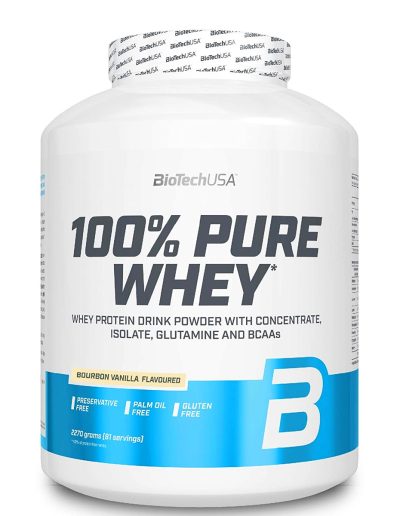 BioTechUSA
100% PURE
WHEY*
WHEY PROTEIN DRINK POWDER WITH CONCENTRATE,
ISOLATE, GLUTAMINE AND BCAAs
BOURBON VANILLA FLAVOURED
PRESERVATIVE FREE
PALM OIL FREE
GLUTEN FREE
2270 grams (81 servings)
B